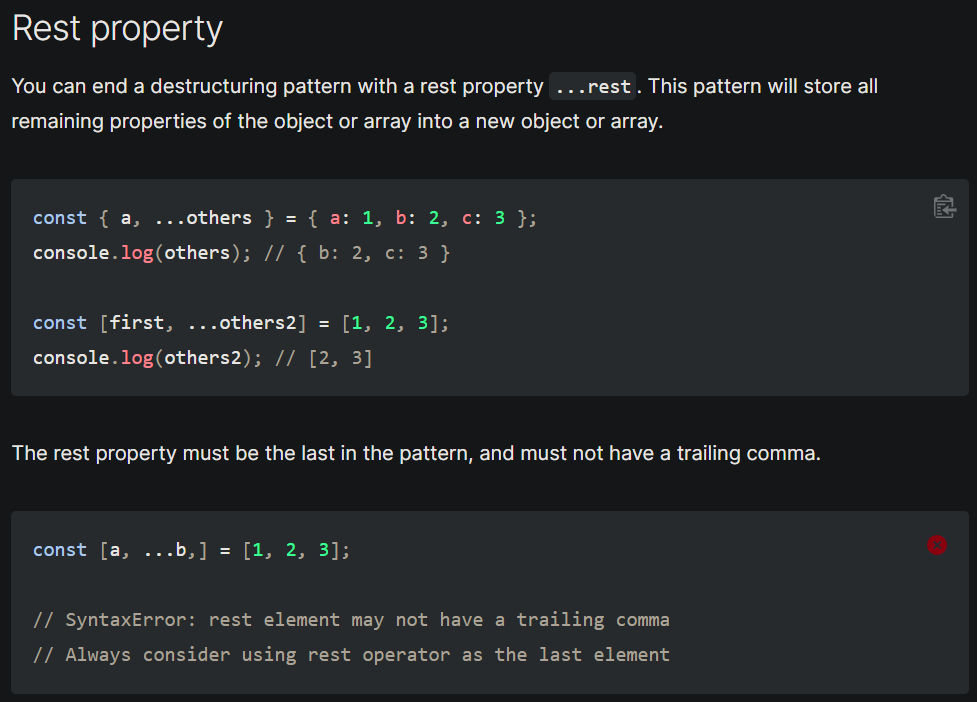 Rest property
You can end a destructuring pattern with a rest property ...rest. This pattern will store all
remaining properties of the object or array into a new object or array.
const { a, ...others } = { a: 1, b: 2, c: 3 };
console.log(others); // { b: 2, c: 3 }
const [first, ...others2] = [1, 2, 3];
console.log(others2); // [2, 3]
The rest property must be the last in the pattern, and must not have a trailing comma.
const [a, ...b,] = [1, 2, 3];
// SyntaxError: rest element may not have a trailing comma
// Always consider using rest operator as the last element